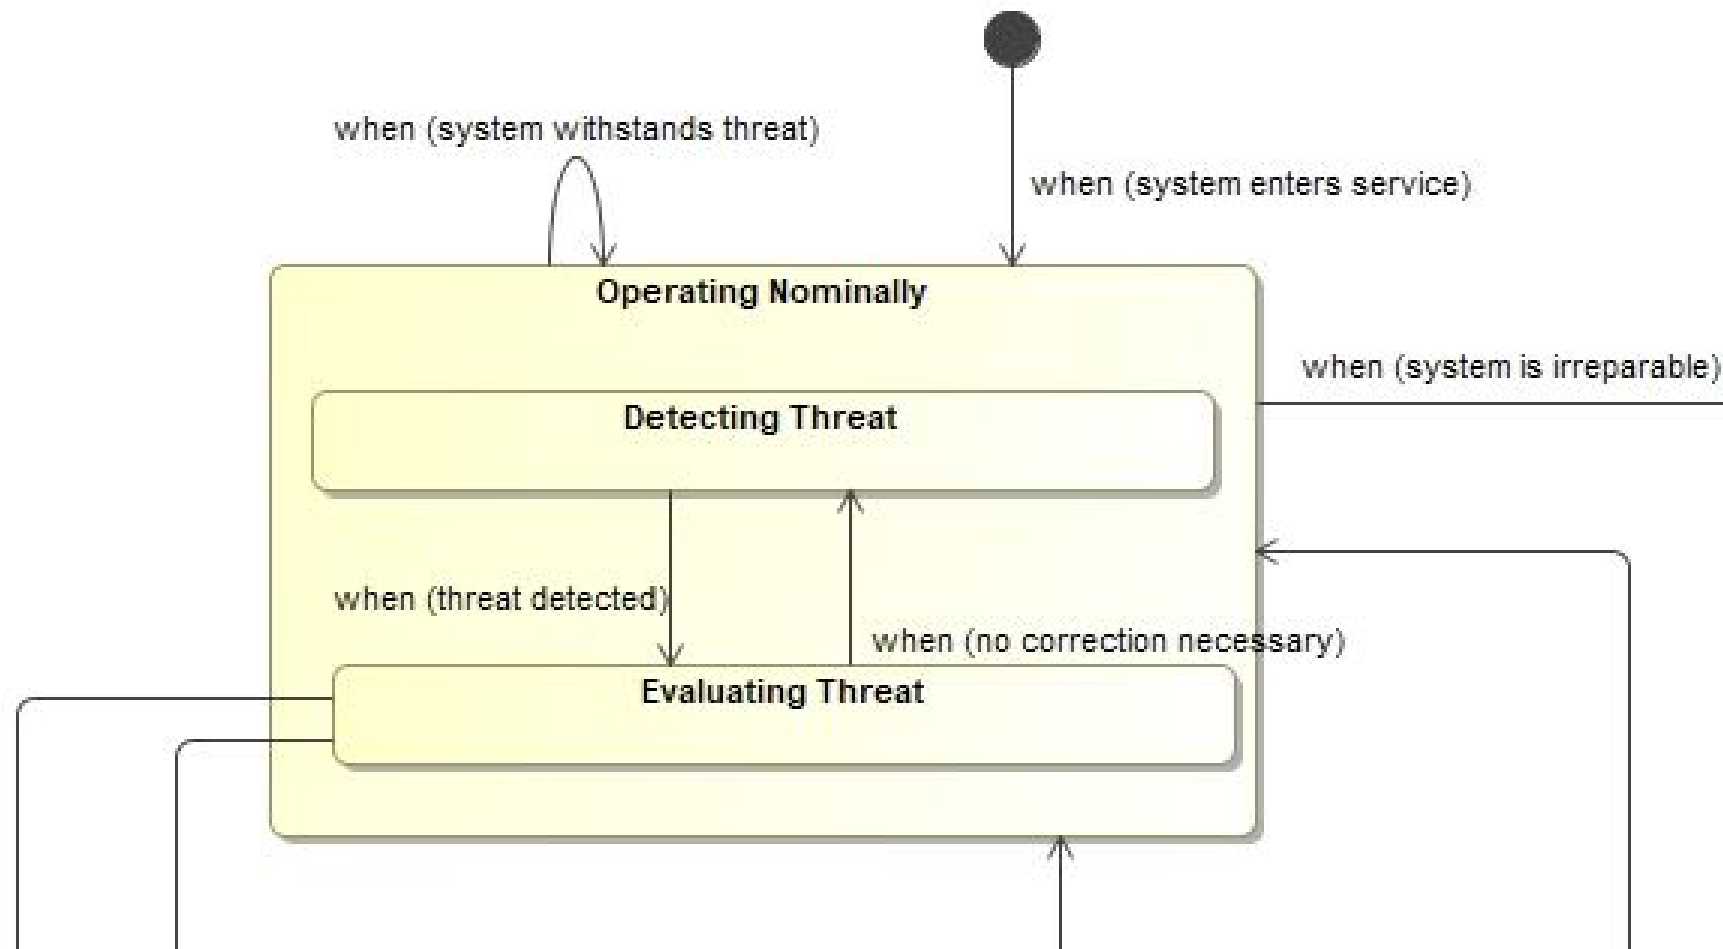 when (system withstands threat)
when (system enters service)
Operating Nominally
when (system is irreparable)
Detecting Threat
when (threat detected)
when (no correction necessary)
Evaluating Threat